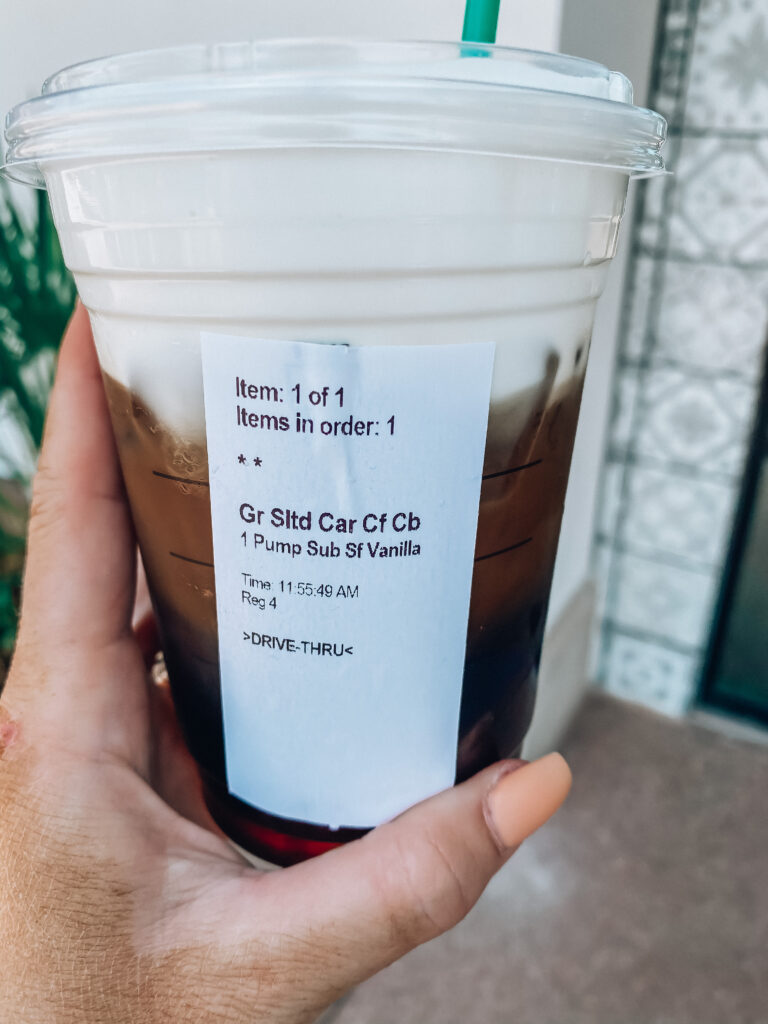 Item: 1 of 1
Items in order: 1
* *
Gr Sltd Car Cf Cb
1 Pump Sub Sf Vanilla
Time: 11:55:49 AM
Reg 4
>DRIVE-THRU<